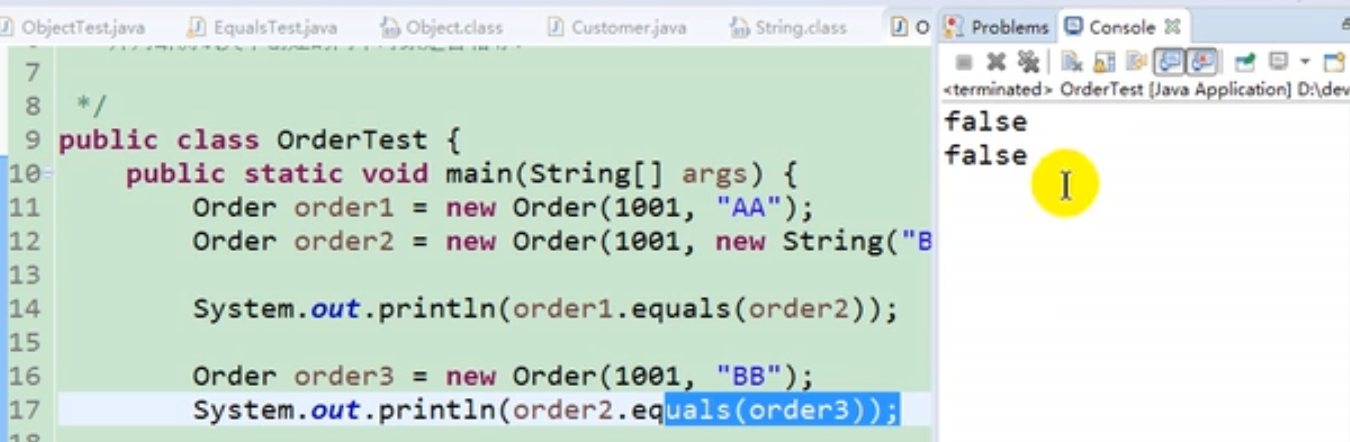 ObjectTest.java EqualsTest.java Object.class Customer.java String.class O
Problems Console
<terminated> OrderTest [Java Application] D:\dev
false
false
7
8 */
9 public class OrderTest {
10 public static void main(String[] args) {
11 Order order1 = new Order(1001, "AA");
12 Order order2 = new Order(1001, new String("B
13
14 System.out.println(order1.equals(order2));
15
16 Order order3 = new Order(1001, "BB");
17 System.out.println(order2.equals(order3));